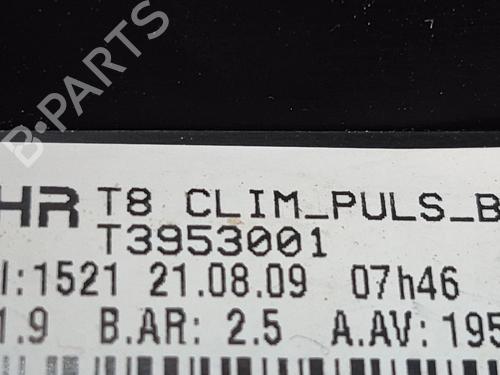 B-PARTS
HR T8 CLIM_PULS_B
T3953001
I:1521 21.08.09 07h46
1.9 B.AR: 2.5 A.AV: 195